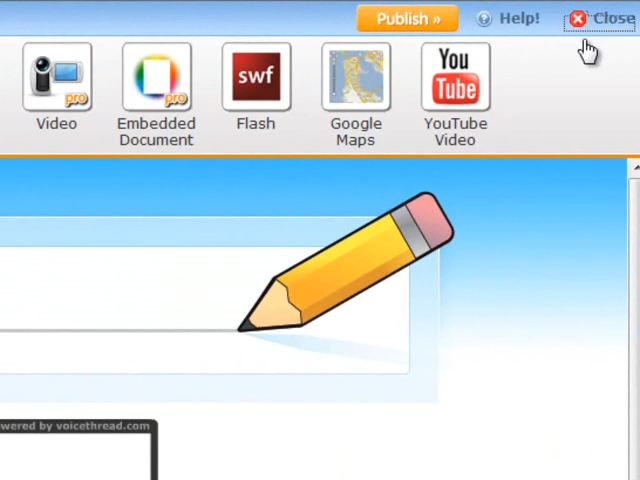 Publish »
Help!
Close
pro
pro
swf
You
Tube
Video
Embedded
Document
Flash
Google
Maps
YouTube
Video
wered by voicethread.com